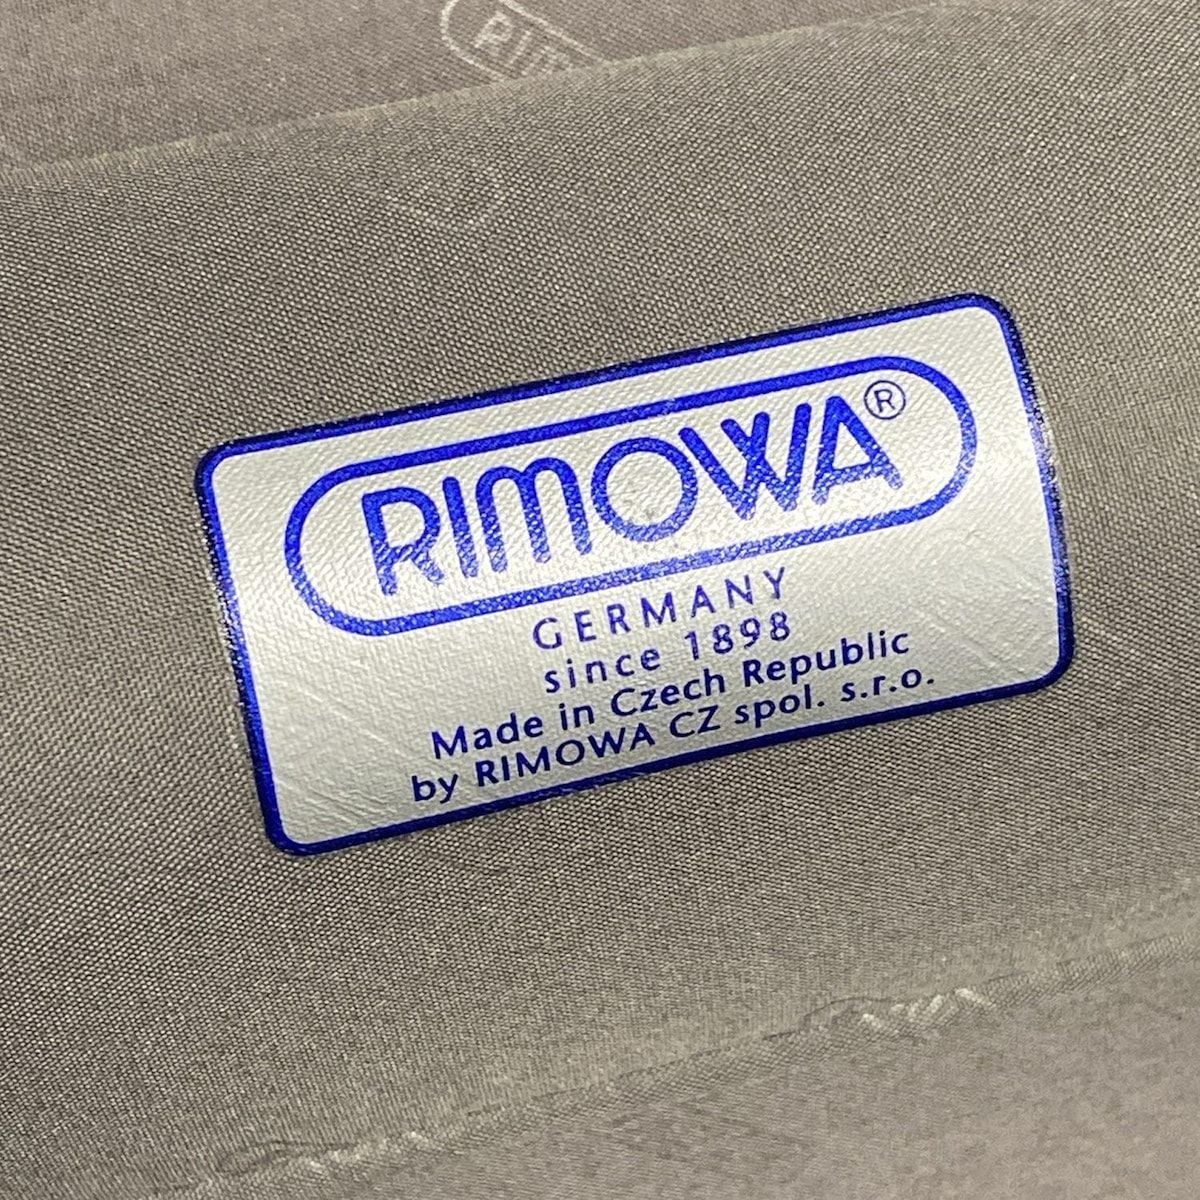 RIMOWA®
GERMANY
since 1898
Made in Czech Republic
by RIMOWA CZ spol. s.r.o.